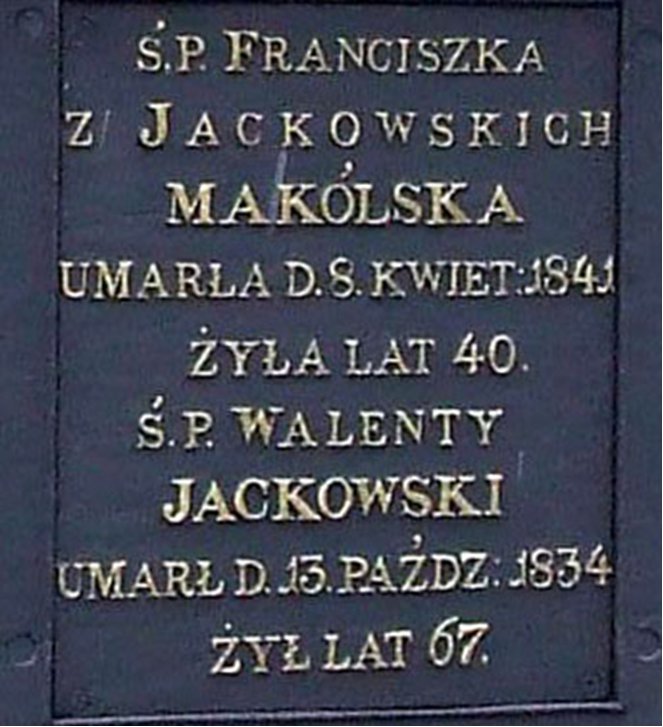 Ś.P. FRANCISZKA
Z JACKOWSKICH
MAKÓLSKA
UMARŁA D. 8. KWIET: 1841
ŻYŁA LAT 40.
Ś.P. WALENTY
JACKOWSKI
UMARŁ D. 13. PAŹDZ: 1834
ŻYŁ LAT 67.